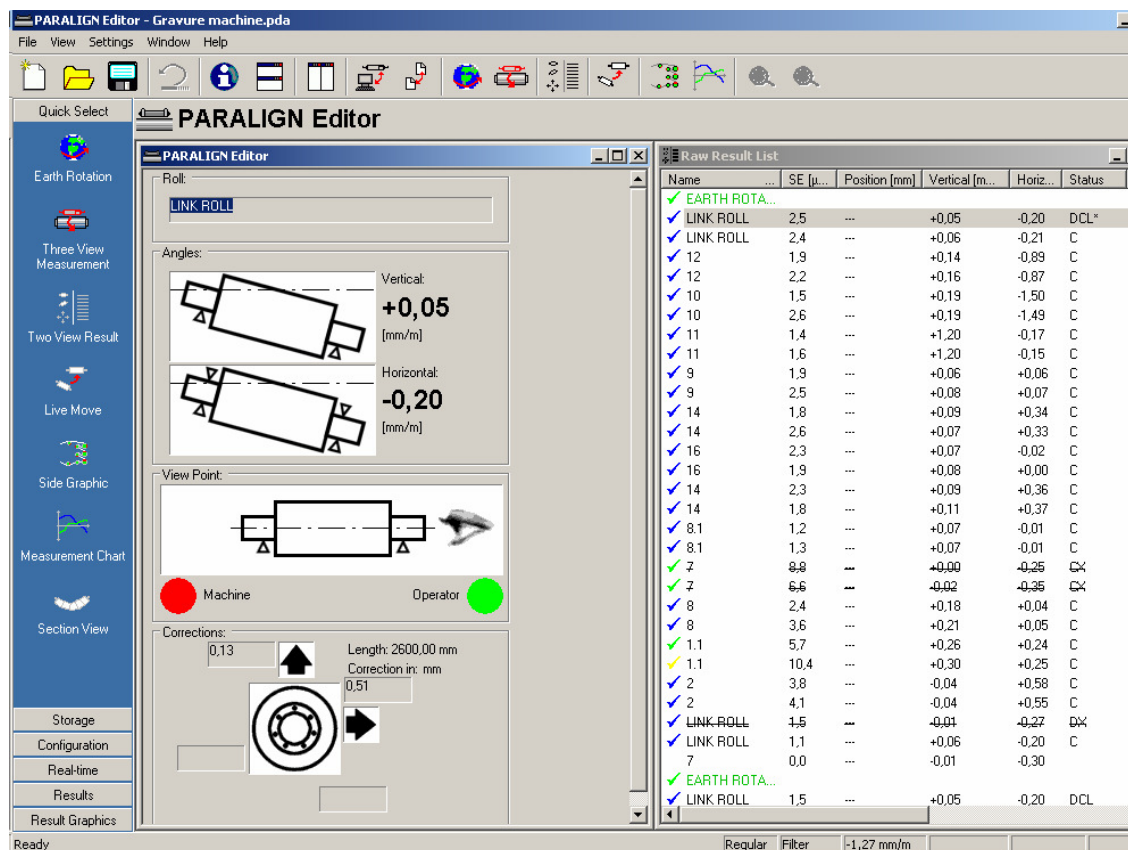 PARALIGN Editor - Gravure machine.pda
File View Settings Window Help
Quick Select
PARALIGN Editor
Earth Rotation
Three View
Measurement
Two View Result
Live Move
Side Graphic
Measurement Chart
Section View
Storage
Configuration
Real-time
Results
Result Graphics
PARALIGN Editor
Roll:
LINK ROLL
Angles:
Vertical:
+0,05
[mm/m]
Horizontal:
-0,20
[mm/m]
View Point:
Machine Operator
Corrections:
0,13 Length: 2600,00 mm
Correction in: mm
0,51
Raw Result List
Name ... SE [µ... Position [mm] Vertical [m... Horiz... Status
EARTH ROTA...
LINK ROLL 2,5 --- +0,05 -0,20 DCL*
LINK ROLL 2,4 --- +0,06 -0,21 C
12 1,9 --- +0,14 -0,89 C
12 2,2 --- +0,16 -0,87 C
10 1,5 --- +0,19 -1,50 C
10 2,6 --- +0,19 -1,49 C
11 1,4 --- +1,20 -0,17 C
11 1,6 --- +1,20 -0,15 C
9 1,9 --- +0,06 +0,06 C
9 2,5 --- +0,08 +0,07 C
14 1,8 --- +0,09 +0,34 C
14 2,6 --- +0,07 +0,33 C
16 2,3 --- +0,07 -0,02 C
16 1,9 --- +0,08 +0,00 C
14 2,3 --- +0,09 +0,36 C
14 1,8 --- +0,11 +0,37 C
8.1 1,2 --- +0,07 -0,01 C
8.1 1,3 --- +0,07 -0,01 C
7 8,8 --- +0,00 -0,25 CX
7 6,6 --- -0,02 -0,35 CX
8 2,4 --- +0,18 +0,04 C
8 3,6 --- +0,21 +0,05 C
1.1 5,7 --- +0,26 +0,24 C
1.1 10,4 --- +0,30 +0,25 C
2 3,8 --- -0,04 +0,58 C
2 4,1 --- -0,04 +0,55 C
LINK ROLL 1,5 --- -0,01 -0,27 DX
LINK ROLL 1,1 --- +0,06 -0,20 C
7 0,0 --- -0,01 -0,30
EARTH ROTA...
LINK ROLL 1,5 --- +0,05 -0,20 DCL
Ready Regular Filter -1,27 mm/m